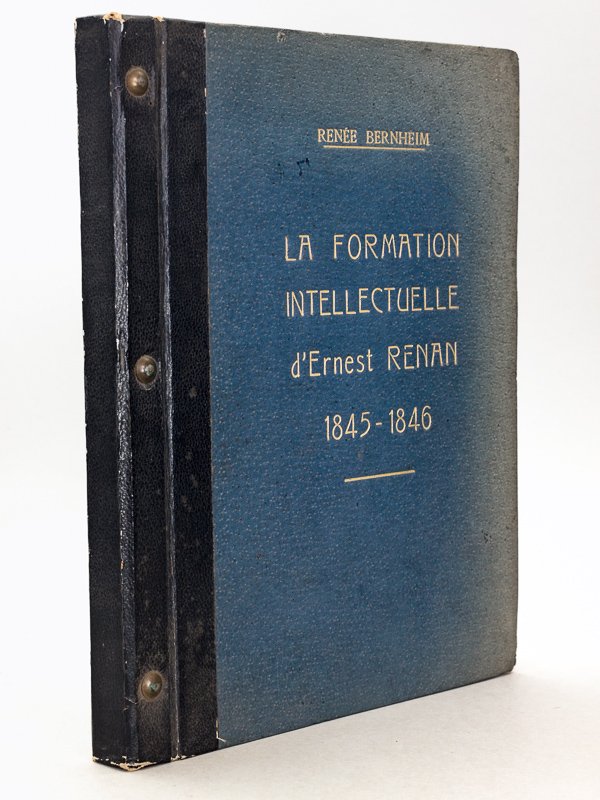 RENÉE BERNHEIM
LA FORMATION
INTELLECTUELLE
d'Ernest RENAN
1845-1846